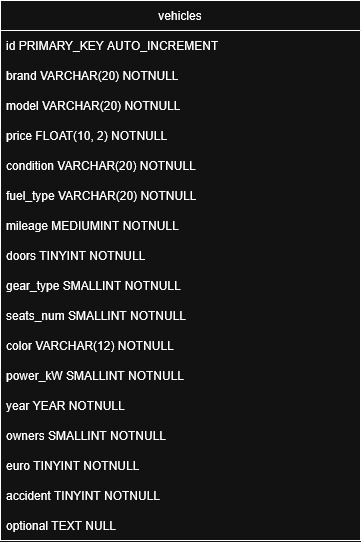 vehicles
id PRIMARY_KEY AUTO_INCREMENT
brand VARCHAR(20) NOTNULL
model VARCHAR(20) NOTNULL
price FLOAT(10, 2) NOTNULL
condition VARCHAR(20) NOTNULL
fuel_type VARCHAR(20) NOTNULL
mileage MEDIUMINT NOTNULL
doors TINYINT NOTNULL
gear_type SMALLINT NOTNULL
seats_num SMALLINT NOTNULL
color VARCHAR(12) NOTNULL
power_kW SMALLINT NOTNULL
year YEAR NOTNULL
owners SMALLINT NOTNULL
euro TINYINT NOTNULL
accident TINYINT NOTNULL
optional TEXT NULL